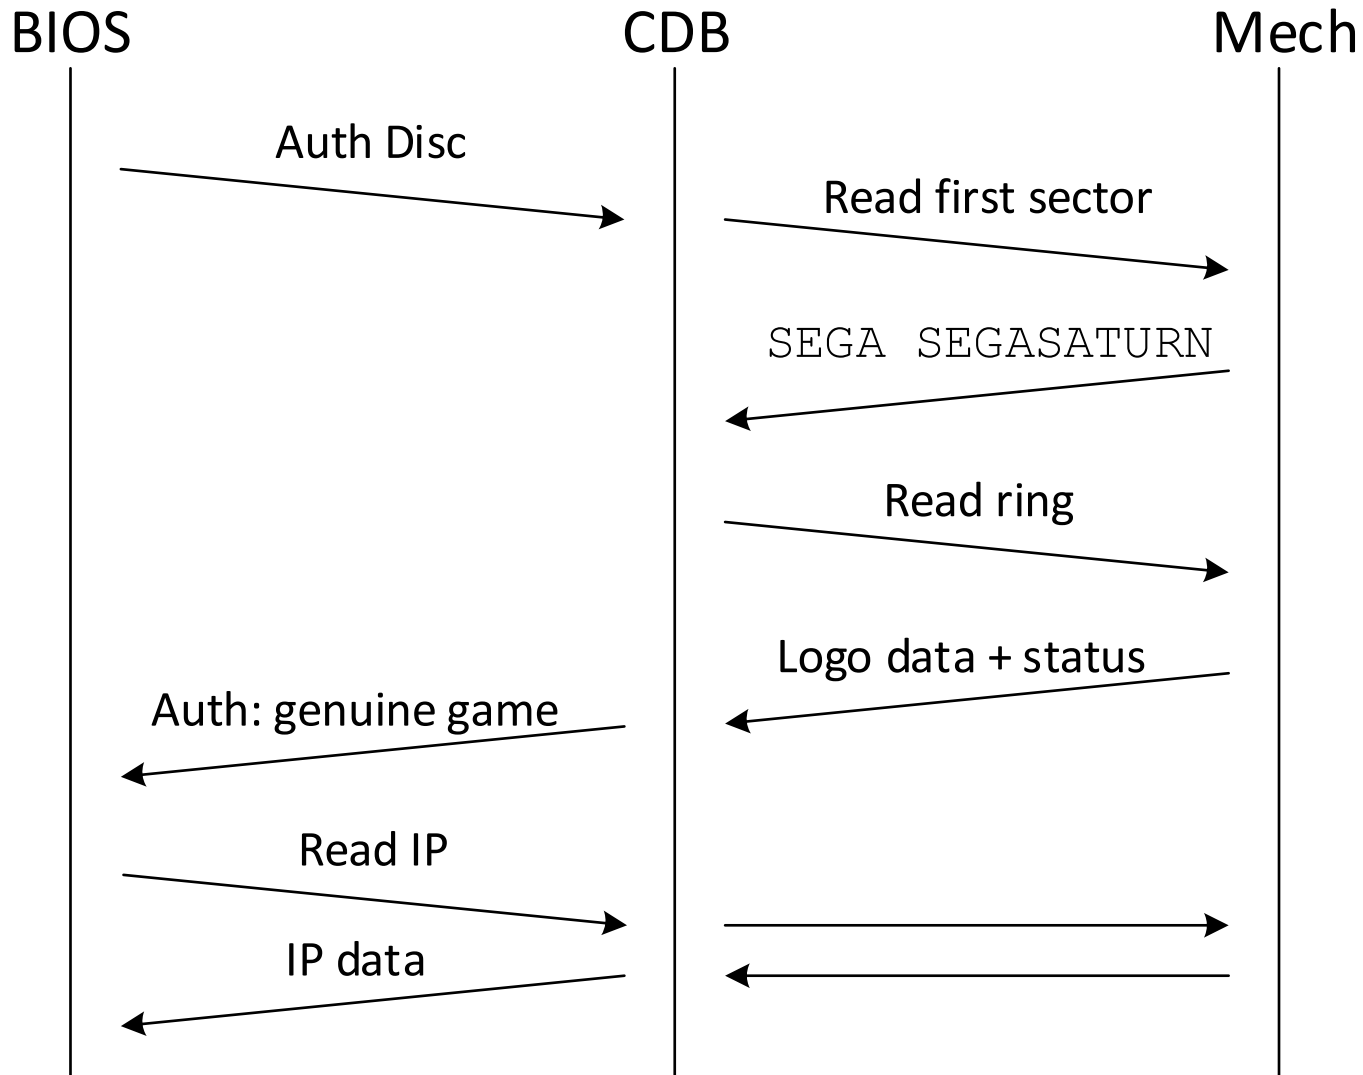 BIOS CDB Mech
Auth Disc
Read first sector
SEGA SEGASATURN
Read ring
Logo data + status
Auth: genuine game
Read IP
IP data